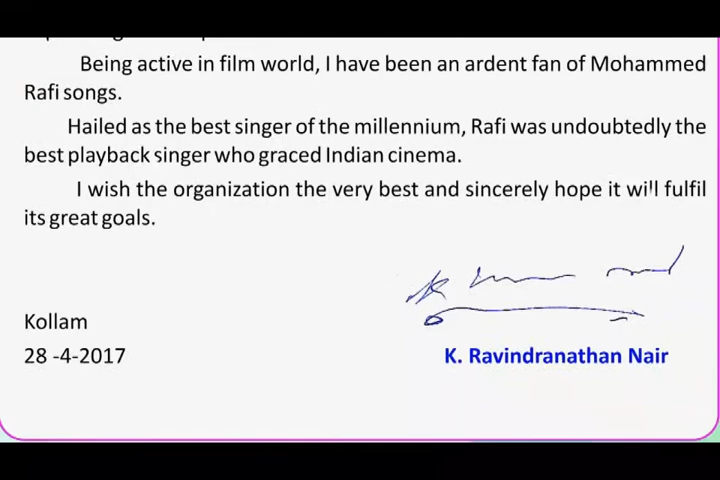 Being active in film world, I have been an ardent fan of Mohammed
Rafi songs.
Hailed as the best singer of the millennium, Rafi was undoubtedly the
best playback singer who graced Indian cinema.
I wish the organization the very best and sincerely hope it will fulfil
its great goals.
Kollam
28 -4-2017
K. Ravindranathan Nair